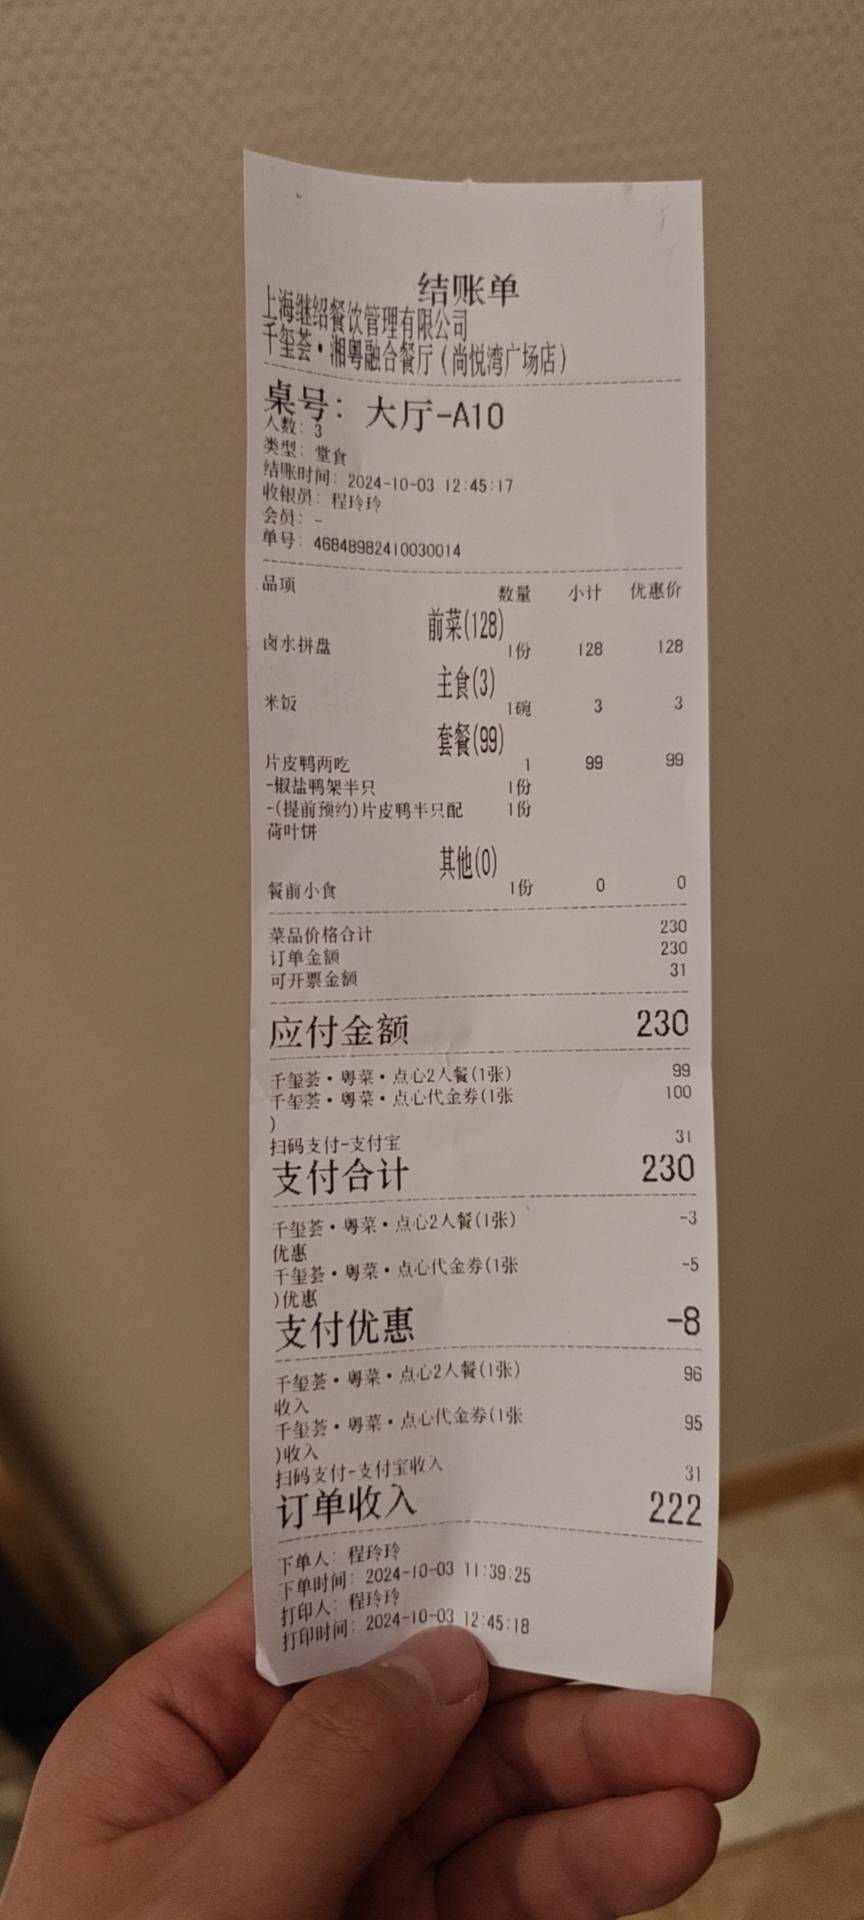 结账单
上海继绍餐饮管理有限公司
千玺荟·湘粤融合餐厅(尚悦湾广场店)
桌号: 大厅-A10
人数: 3
类型: 堂食
结账时间: 2024-10-03 12:45:17
收银员: 程玲玲
会员: -
单号: 46848982410030014
品项 数量 小计 优惠价
前菜(128)
卤水拼盘 1份 128 128
主食(3)
米饭 1碗 3 3
套餐(99)
片皮鸭两吃 1 99 99
-椒盐鸭架半只 1份
-(提前预约)片皮鸭半只配 1份
荷叶饼
其他(0)
餐前小食 1份 0 0
菜品价格合计 230
订单金额 230
可开票金额 31
应付金额 230
千玺荟·粤菜·点心2人餐(1张) 99
千玺荟·粤菜·点心代金券(1张 100
)
扫码支付-支付宝 31
支付合计 230
千玺荟·粤菜·点心2人餐(1张) -3
优惠
千玺荟·粤菜·点心代金券(1张 -5
)优惠
支付优惠 -8
千玺荟·粤菜·点心2人餐(1张) 96
收入
千玺荟·粤菜·点心代金券(1张 95
)收入
扫码支付-支付宝收入 31
订单收入 222
下单人: 程玲玲
下单时间: 2024-10-03 11:39:25
打印人: 程玲玲
打印时间: 2024-10-03 12:45:18